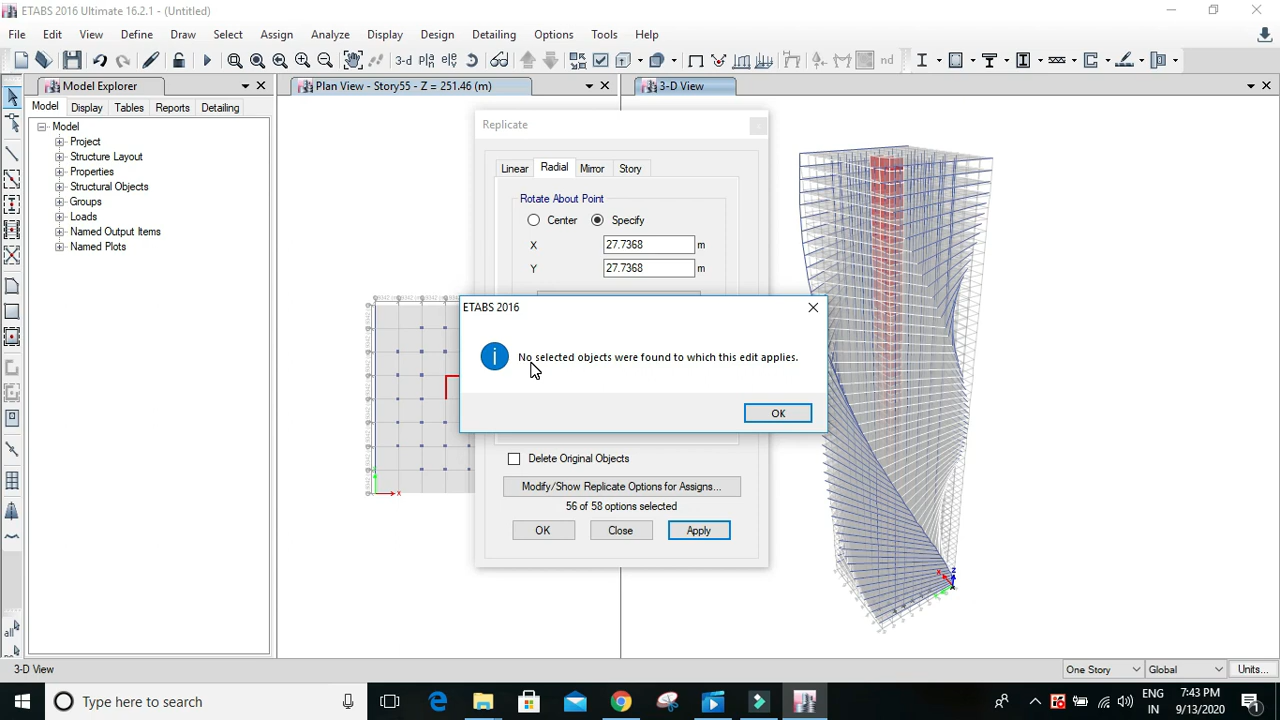 ETABS 2016 Ultimate 16.2.1 - (Untitled)
File Edit View Define Draw Select Assign Analyze Display Design Detailing Options Tools Help
3-d nd
Model Explorer
Plan View - Story55 - Z = 251.46 (m)
3-D View
Model Display Tables Reports Detailing
Model
Project
Structure Layout
Properties
Structural Objects
Groups
Loads
Named Output Items
Named Plots
Replicate
Linear Radial Mirror Story
Rotate About Point
Center Specify
X 27.7368 m
Y 27.7368 m
ETABS 2016
No selected objects were found to which this edit applies.
OK
Delete Original Objects
Modify/Show Replicate Options for Assigns...
56 of 58 options selected
OK Close Apply
X
Z
all
3-D View
One Story Global Units...
Type here to search
ENG
IN
7:43 PM
9/13/2020
1